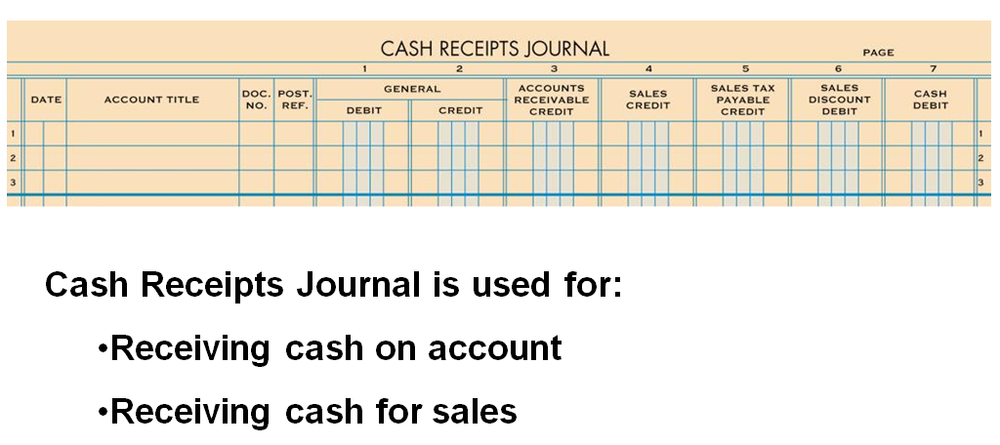 CASH RECEIPTS JOURNAL PAGE
1 2 3 4 5 6 7
DATE ACCOUNT TITLE DOC. NO. POST. REF. GENERAL ACCOUNTS RECEIVABLE CREDIT SALES CREDIT SALES TAX PAYABLE CREDIT SALES DISCOUNT DEBIT CASH DEBIT
DEBIT CREDIT
1 1
2 2
3 3
Cash Receipts Journal is used for:
•Receiving cash on account
•Receiving cash for sales